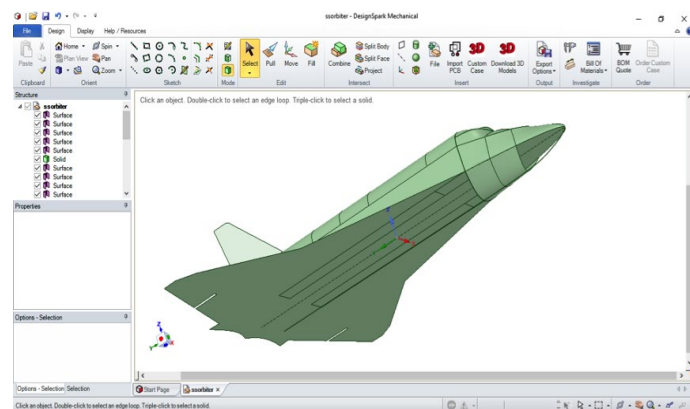 ssorbiter - DesignSpark Mechanical
File Design Display Help / Resources
Paste
Home Spin
Plan View Pan
Zoom
Clipboard Orient Sketch Mode
Select Pull Move Fill
Edit
Combine Split Body
Split Face
Project
Intersect
File Import PCB Custom Case Download 3D Models
Insert
Export Options
Output
Bill Of Materials
Investigate
BOM Quote Order Custom Case
Order
Structure
ssorbiter
Surface
Surface
Surface
Surface
Surface
Solid
Surface
Surface
Surface
Surface
Properties
Options - Selection
Click an object. Double-click to select an edge loop. Triple-click to select a solid.
Z
Y
X
Options - Selection Selection
Start Page ssorbiter ×
Click an object. Double-click to select an edge loop. Triple-click to select a solid.